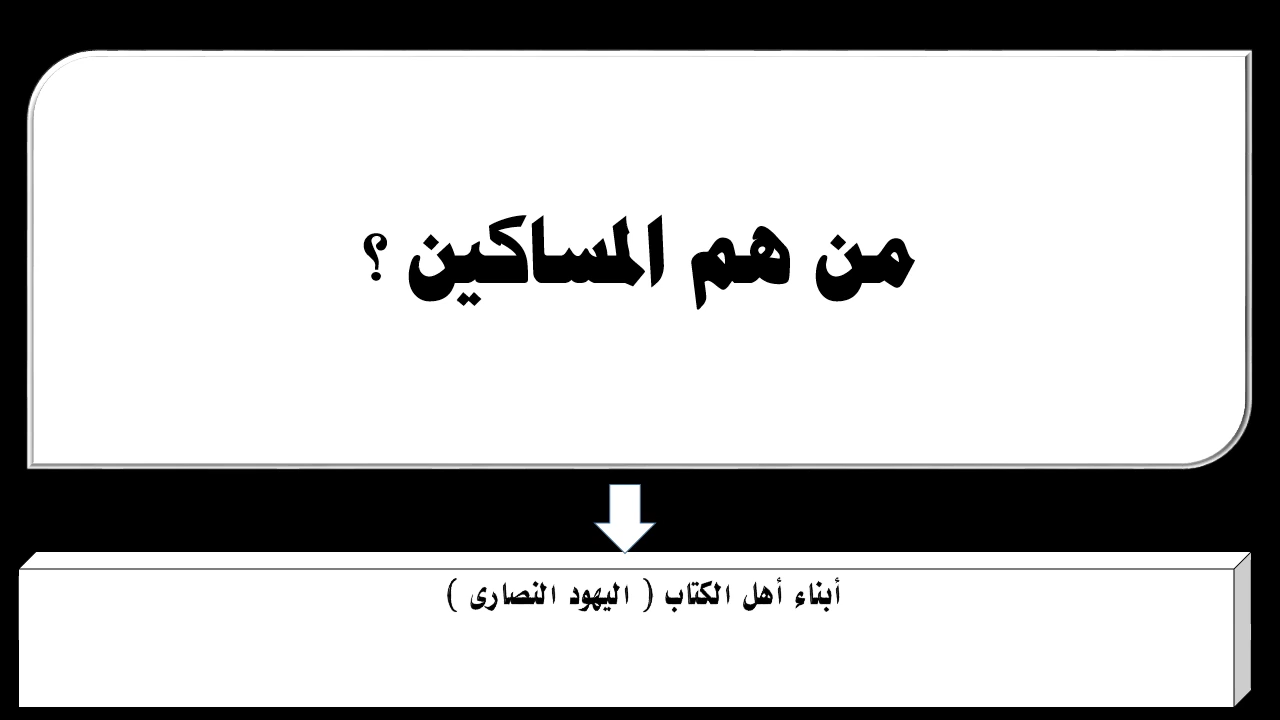 من هم المساكين ؟
أبناء أهل الكتاب ( اليهود النصارى )